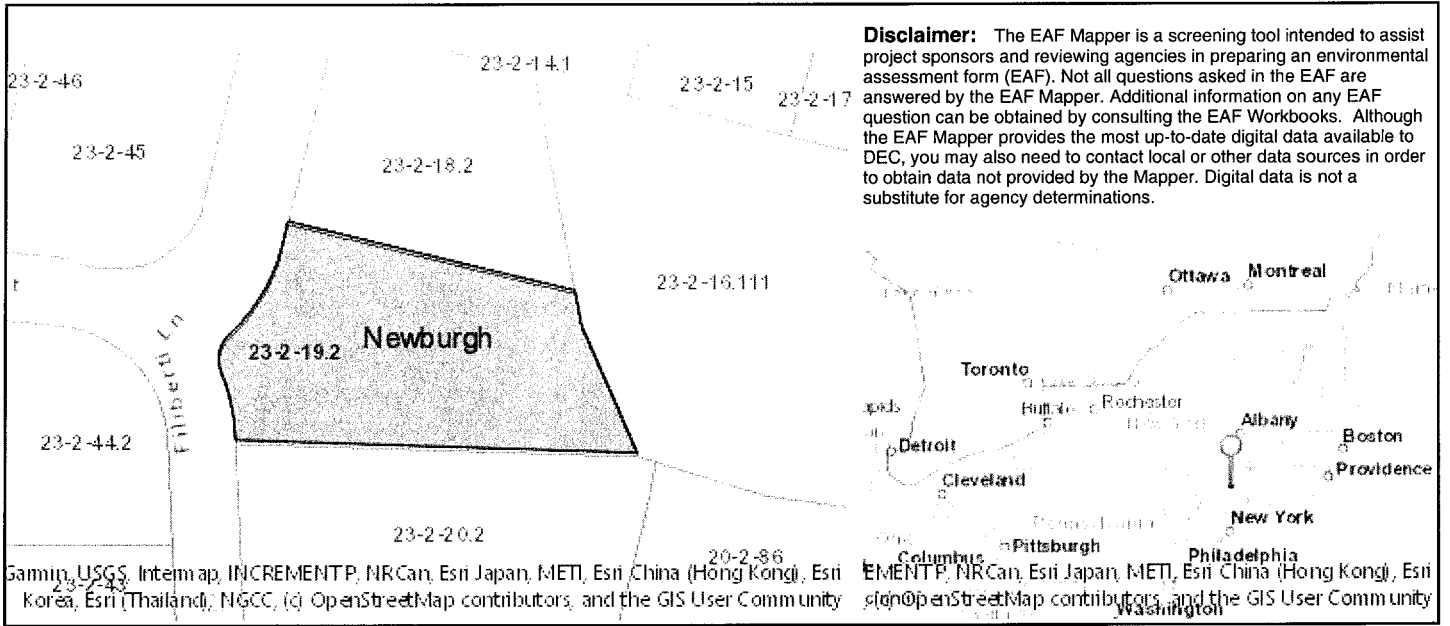 23-2-46
23-2-14.1
23-2-15
23-2-17
23-2-45
23-2-18.2
t
23-2-16.111
Newburgh
23-2-19.2
Filiberti Ln
23-2-44.2
23-2-20.2
20-2-86
23-2-43
Garmin, USGS, Intermap, INCREMENT P, NRCan, Esri Japan, METI, Esri China (Hong Kong), Esri
Korea, Esri (Thailand), NGCC, (c) OpenStreetMap contributors, and the GIS User Community
Disclaimer: The EAF Mapper is a screening tool intended to assist
project sponsors and reviewing agencies in preparing an environmental
assessment form (EAF). Not all questions asked in the EAF are
answered by the EAF Mapper. Additional information on any EAF
question can be obtained by consulting the EAF Workbooks. Although
the EAF Mapper provides the most up-to-date digital data available to
DEC, you may also need to contact local or other data sources in order
to obtain data not provided by the Mapper. Digital data is not a
substitute for agency determinations.
Ottawa
Montreal
Toronto
apids
Buffalo
Rochester
Albany
Detroit
Boston
Cleveland
Providence
New York
Pittsburgh
Columbus
Philadelphia
EMENT P, NRCan, Esri Japan, METI, Esri China (Hong Kong), Esri
OpenStreetMap contributors, and the GIS User Community
Washington